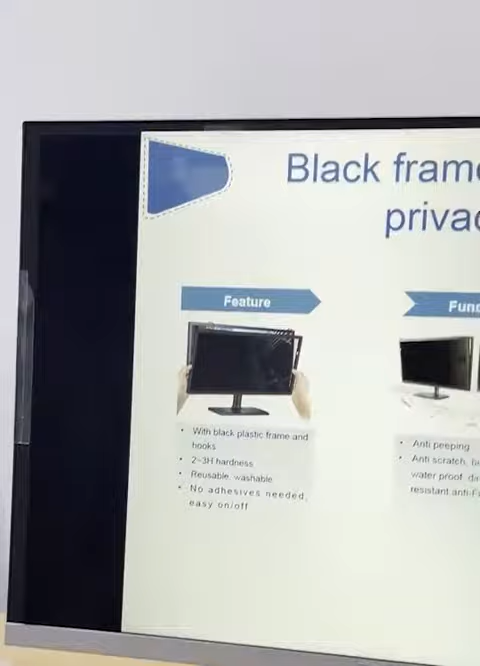 Black frame
privac
Feature
Func
• With black plastic frame and
hooks
• 2~3H hardness
• Reusable, washable
• No adhesives needed,
easy on/off
• Anti peeping
• Anti scratch,
water proof
resistant anti-